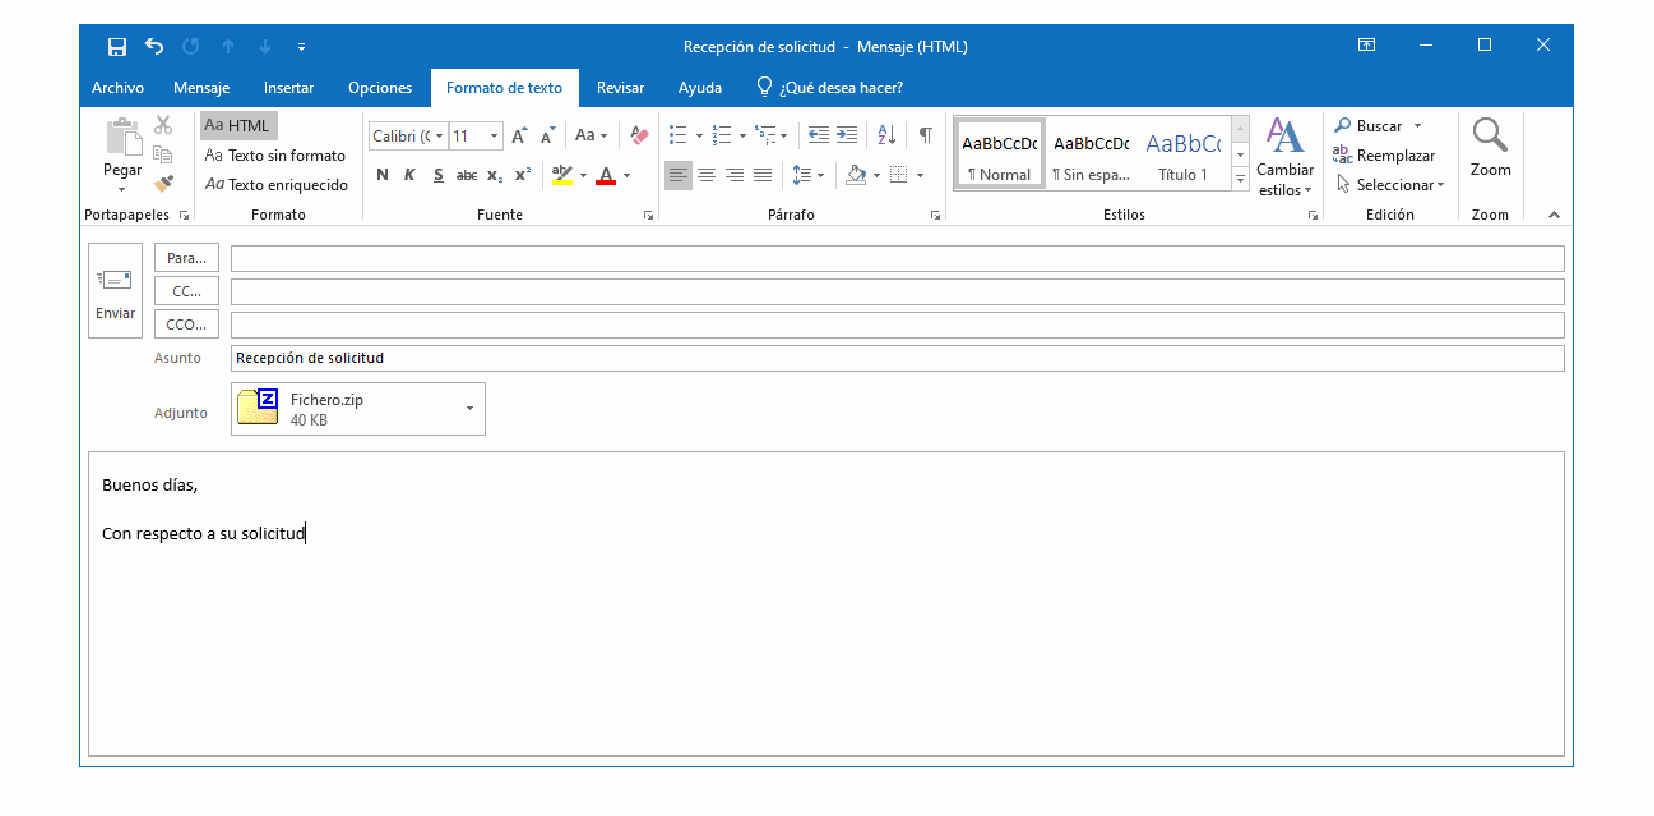 Recepción de solicitud - Mensaje (HTML)
Archivo Mensaje Insertar Opciones Formato de texto Revisar Ayuda ¿Qué desea hacer?
Pegar
Portapapeles
Aa HTML
Aa Texto sin formato
Aa Texto enriquecido
Formato
Calibri (C 11 A A Aa
N K S abc x₂ x² ab A
Fuente
Párrafo
AaBbCcDc AaBbCcDc AaBbCc
¶ Normal ¶ Sin espa... Título 1
Cambiar
estilos
Estilos
Buscar
Reemplazar
Seleccionar
Edición
Zoom
Zoom
Enviar
Para...
CC...
CCO...
Asunto Recepción de solicitud
Adjunto
Fichero.zip
40 KB
Buenos días,
Con respecto a su solicitud